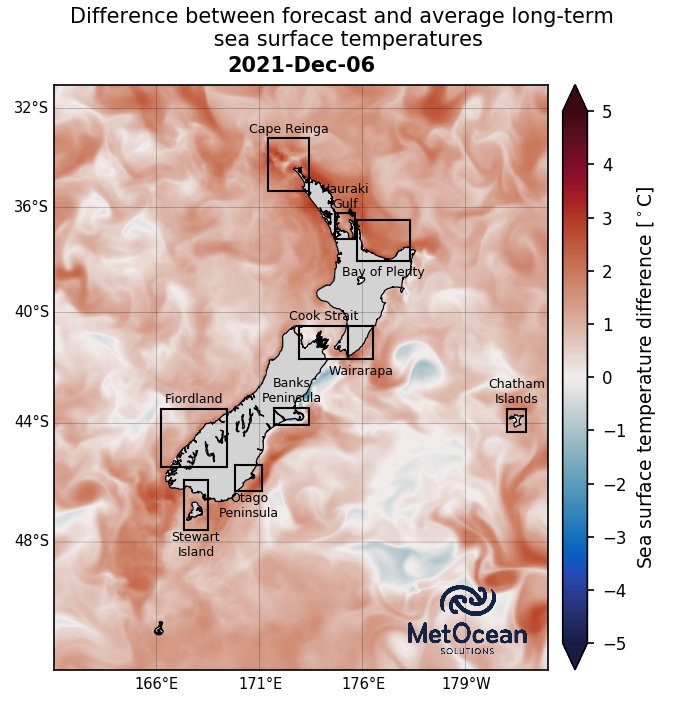 Difference between forecast and average long-term
sea surface temperatures
2021-Dec-06
32°S
36°S
40°S
44°S
48°S
Cape Reinga
Hauraki
Gulf
Bay of Plenty
Cook Strait
Wairarapa
Banks
Peninsula
Fiordland
Chatham
Islands
Otago
Peninsula
Stewart
Island
MetOcean
SOLUTIONS
166°E
171°E
176°E
179°W
5
4
3
2
1
0
−1
−2
−3
−4
−5
Sea surface temperature difference [°C]